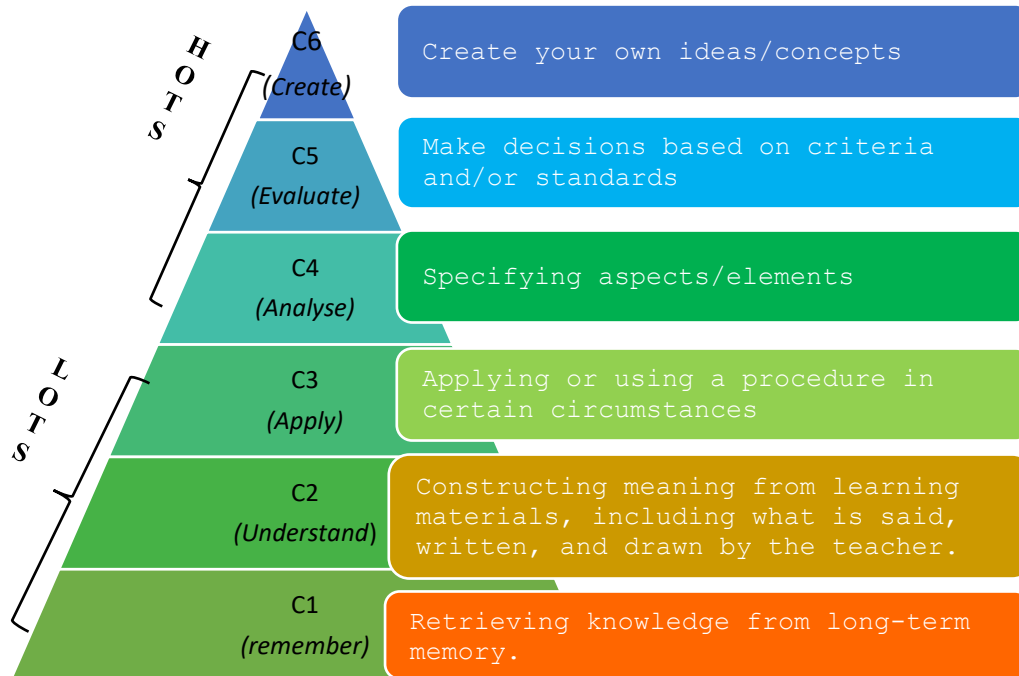 HOTS
C6
(Create)
Create your own ideas/concepts
C5
(Evaluate)
Make decisions based on criteria
and/or standards
C4
(Analyse)
Specifying aspects/elements
LOTS
C3
(Apply)
Applying or using a procedure in
certain circumstances
C2
(Understand)
Constructing meaning from learning
materials, including what is said,
written, and drawn by the teacher.
C1
(remember)
Retrieving knowledge from long-term
memory.